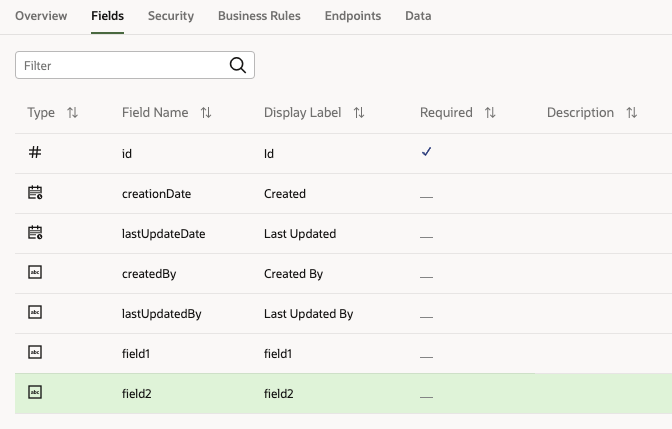 Overview Fields Security Business Rules Endpoints Data
Filter
Type Field Name Display Label Required Description
# id Id
creationDate Created
lastUpdateDate Last Updated
abc createdBy Created By
abc lastUpdatedBy Last Updated By
abc field1 field1
abc field2 field2